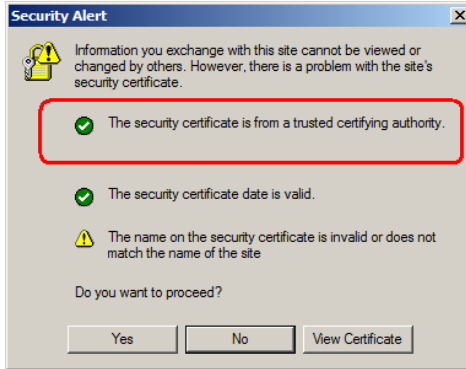 Security Alert
Information you exchange with this site cannot be viewed or
changed by others. However, there is a problem with the site's
security certificate.
The security certificate is from a trusted certifying authority.
The security certificate date is valid.
The name on the security certificate is invalid or does not
match the name of the site
Do you want to proceed?
Yes
No
View Certificate